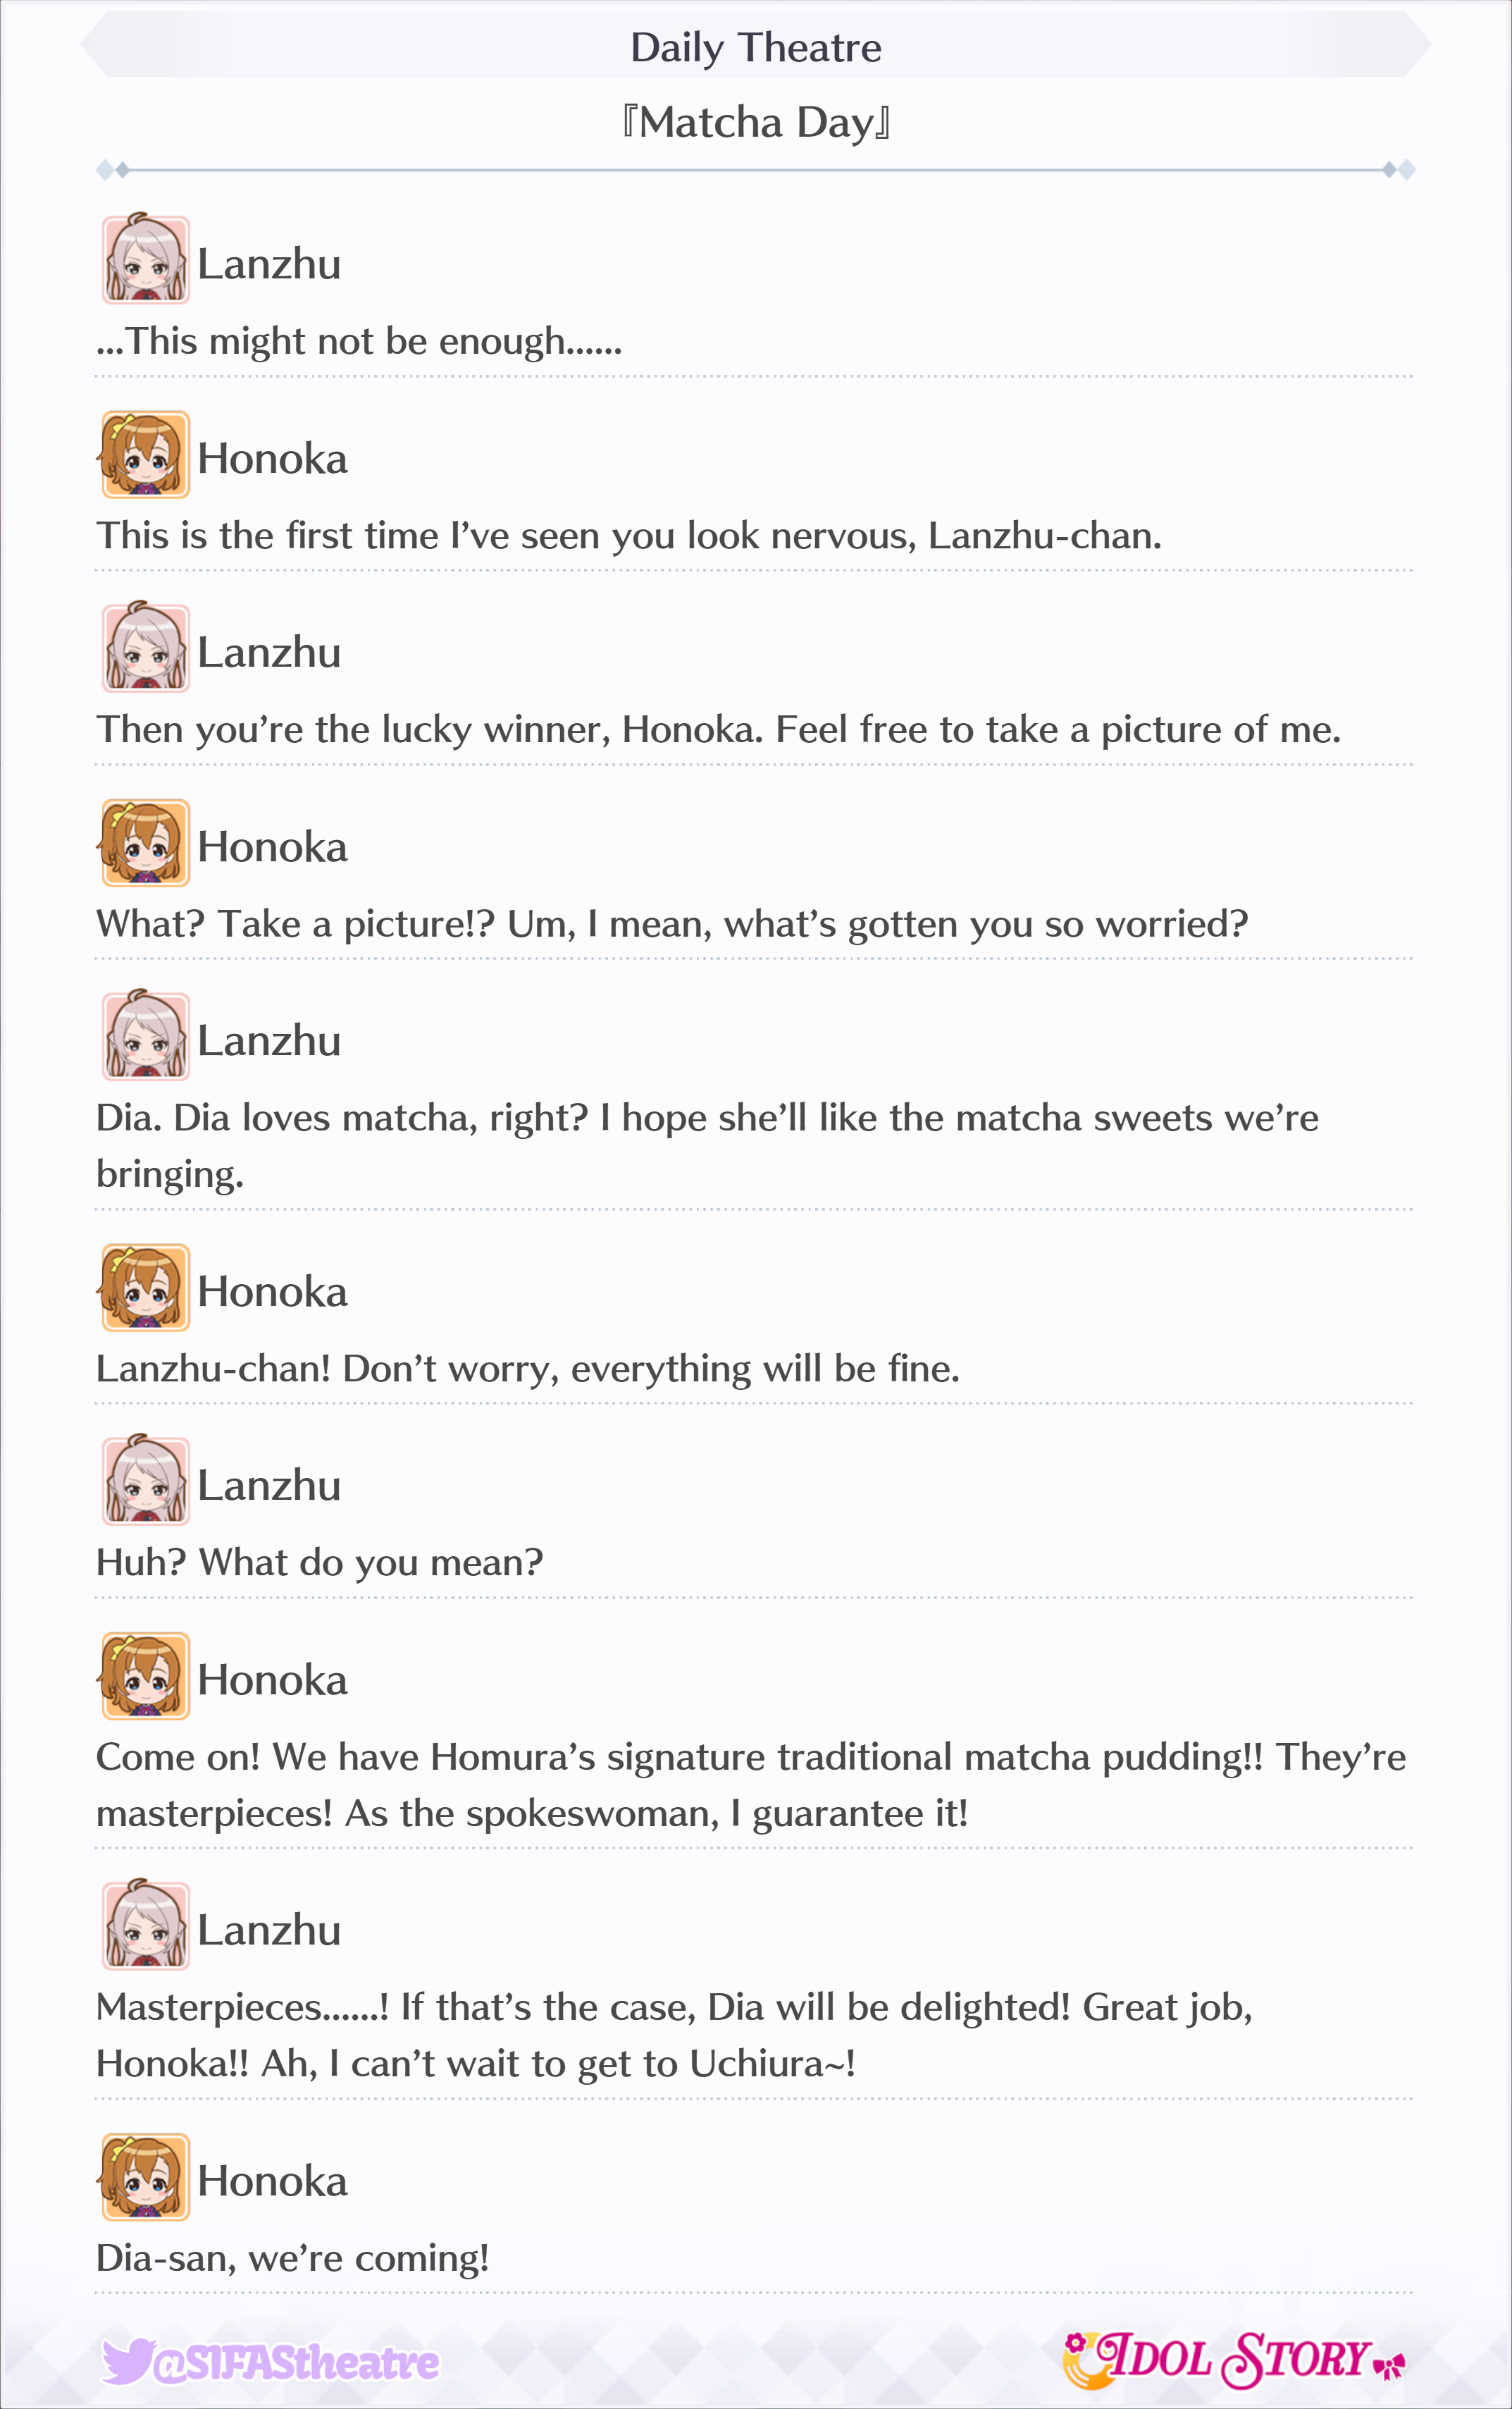 Daily Theatre
『Matcha Day』
Lanzhu
...This might not be enough......
Honoka
This is the first time I’ve seen you look nervous, Lanzhu-chan.
Lanzhu
Then you’re the lucky winner, Honoka. Feel free to take a picture of me.
Honoka
What? Take a picture!? Um, I mean, what’s gotten you so worried?
Lanzhu
Dia. Dia loves matcha, right? I hope she’ll like the matcha sweets we’re
bringing.
Honoka
Lanzhu-chan! Don’t worry, everything will be fine.
Lanzhu
Huh? What do you mean?
Honoka
Come on! We have Homura’s signature traditional matcha pudding!! They’re
masterpieces! As the spokeswoman, I guarantee it!
Lanzhu
Masterpieces......! If that’s the case, Dia will be delighted! Great job,
Honoka!! Ah, I can’t wait to get to Uchiura~!
Honoka
Dia-san, we’re coming!
@SIFAStheatre
IDOL STORY